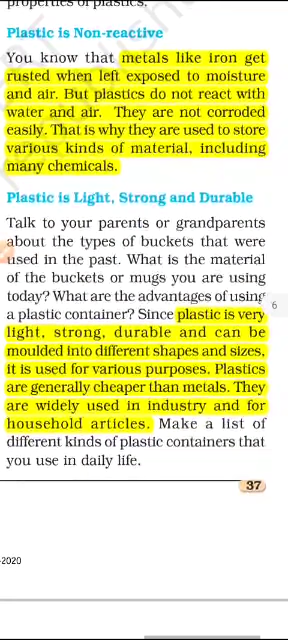 properties of plastics.
Plastic is Non-reactive
You know that metals like iron get
rusted when left exposed to moisture
and air. But plastics do not react with
water and air. They are not corroded
easily. That is why they are used to store
various kinds of material, including
many chemicals.
Plastic is Light, Strong and Durable
Talk to your parents or grandparents
about the types of buckets that were
used in the past. What is the material
of the buckets or mugs you are using
today? What are the advantages of using
6
a plastic container? Since plastic is very
light, strong, durable and can be
moulded into different shapes and sizes,
it is used for various purposes. Plastics
are generally cheaper than metals. They
are widely used in industry and for
household articles. Make a list of
different kinds of plastic containers that
you use in daily life.
37
-2020